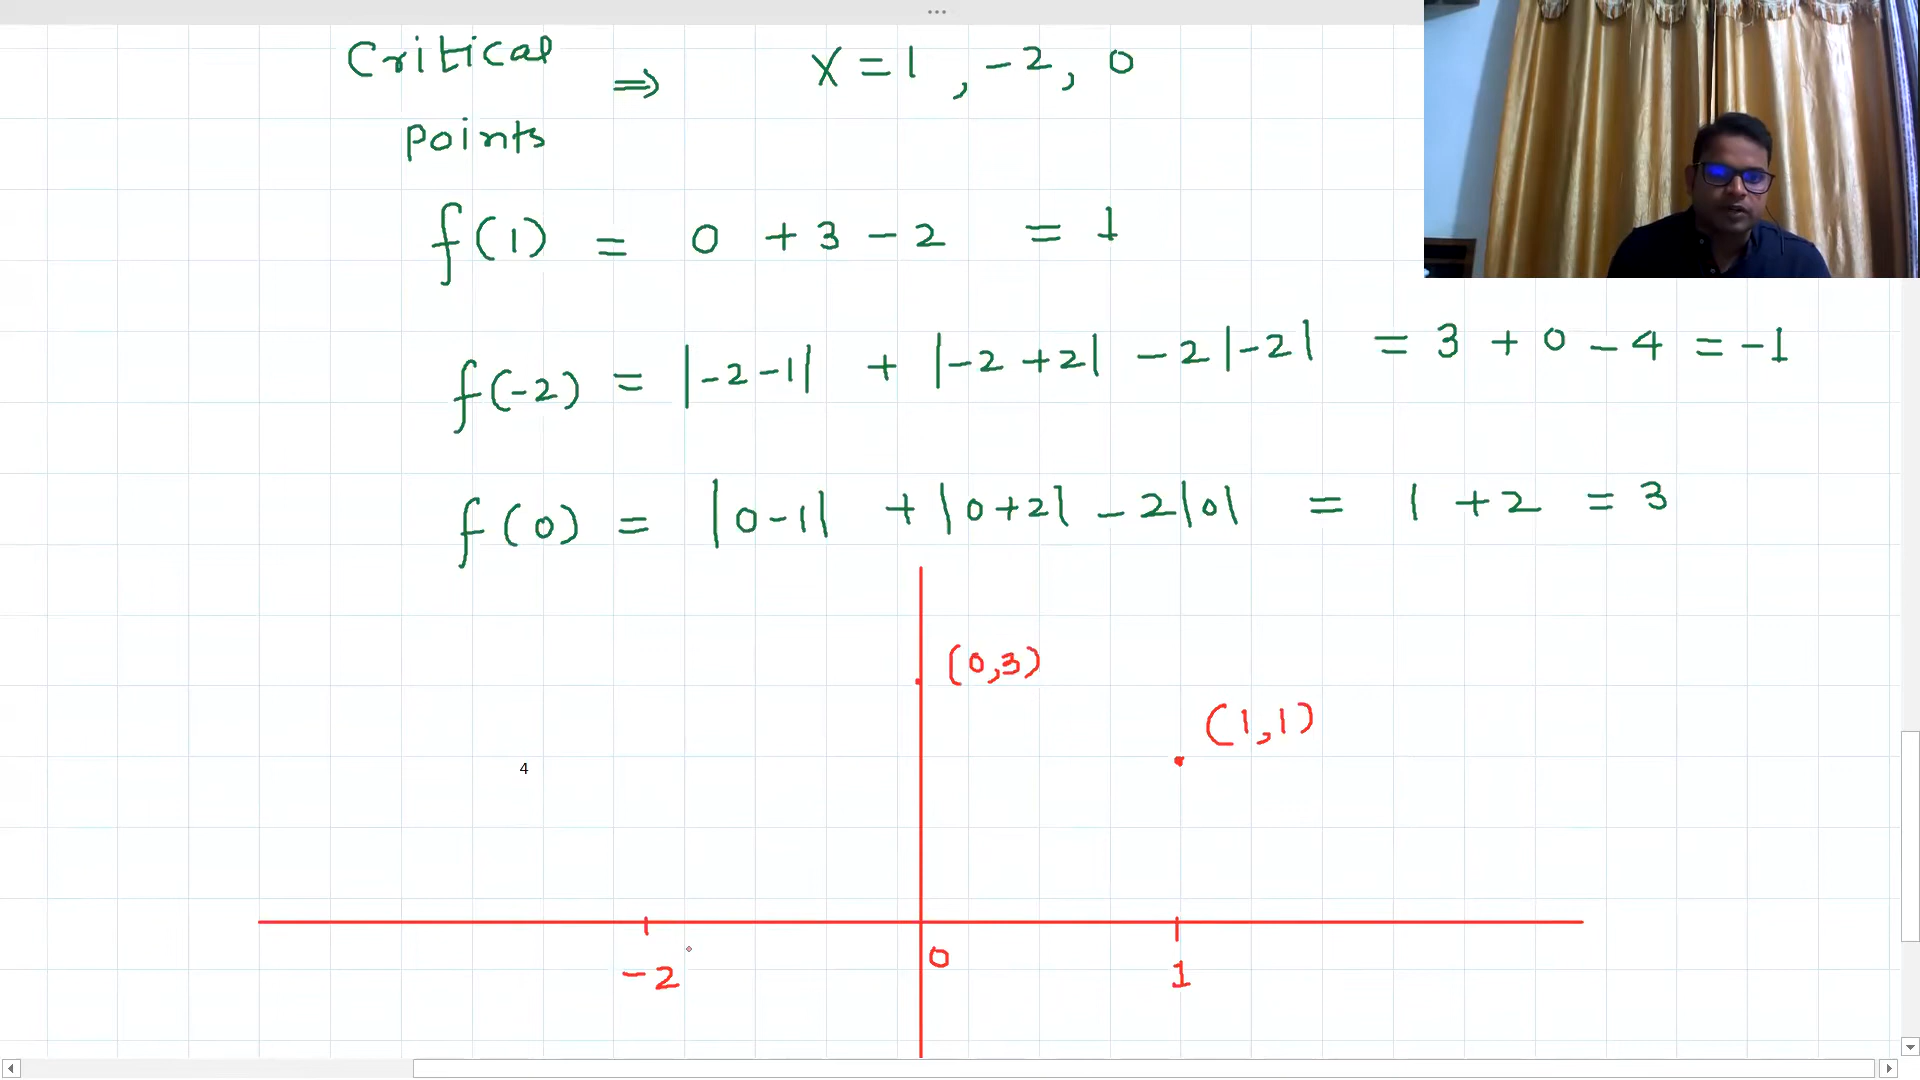 Critical ⇒ x = 1 , -2, 0
points
f(1) = 0 + 3 - 2 = 1
f(-2) = |-2-1| + |-2+2| - 2|-2| = 3 + 0 - 4 = -1
f(0) = |0-1| + |0+2| - 2|0| = 1 + 2 = 3
(0,3)
(1,1)
4
-2 0 1